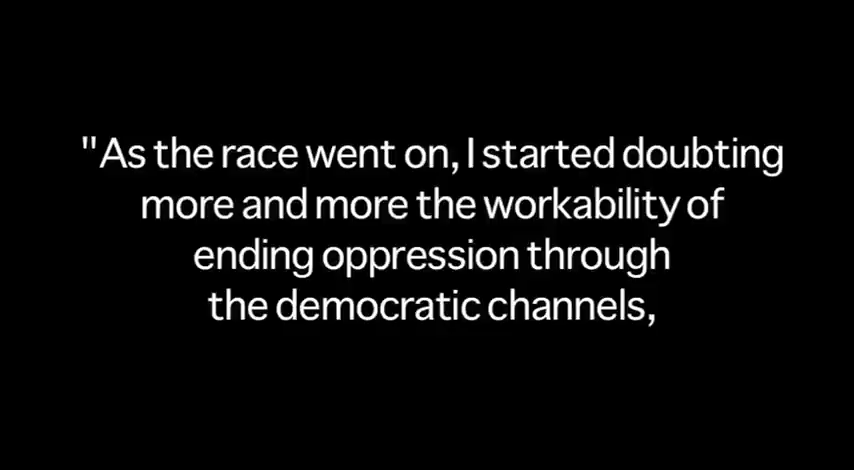 "As the race went on, I started doubting
more and more the workability of
ending oppression through
the democratic channels,